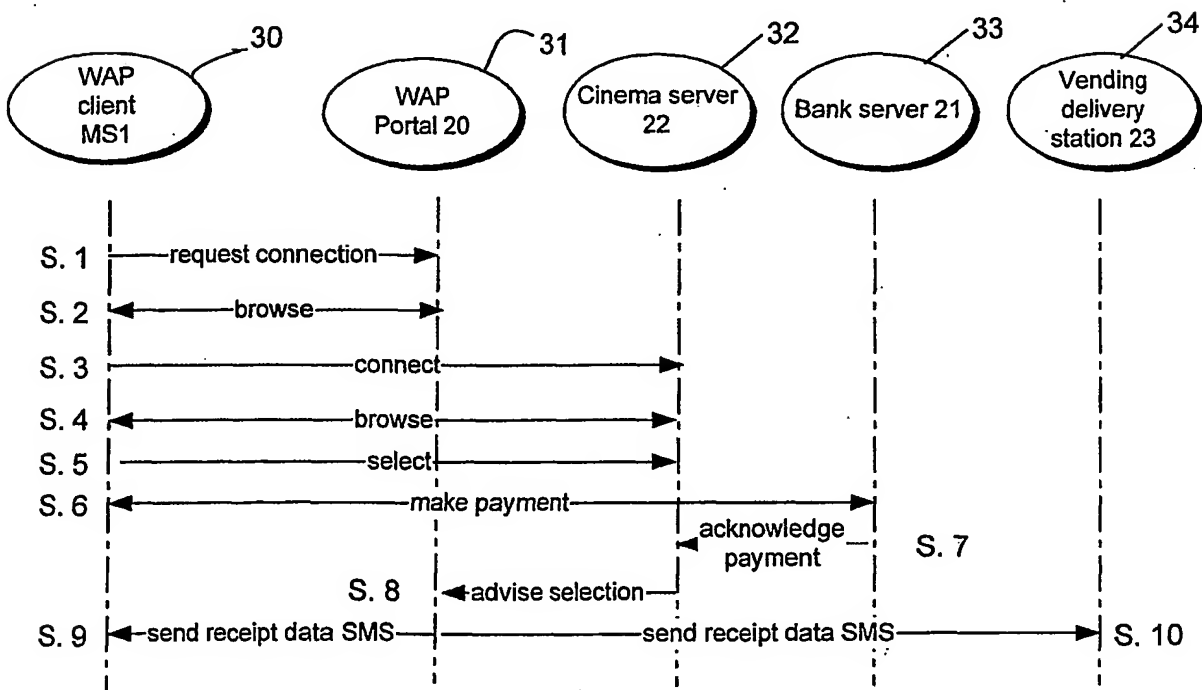 30
31
32
33
34
WAP
client
MS1
WAP
Portal 20
Cinema server
22
Bank server 21
Vending
delivery
station 23
S. 1
request connection
S. 2
browse
S. 3
connect
S. 4
browse
S. 5
select
S. 6
make payment
acknowledge
payment
S. 7
S. 8
advise selection
S. 9
send receipt data SMS
send receipt data SMS
S. 10